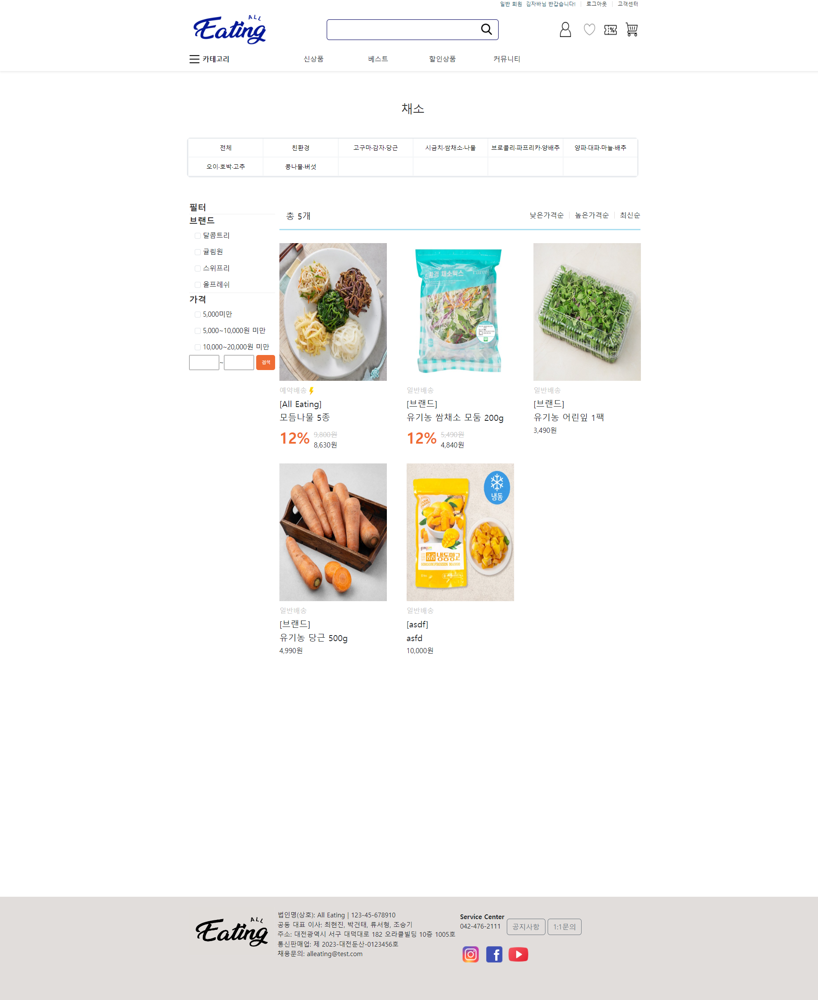 일반 회원 김자바님 반갑습니다! 로그아웃 고객센터
ALL
Eating
카테고리 신상품 베스트 할인상품 커뮤니티
채소
전체 친환경 고구마·감자·당근 시금치·쌈채소·나물 브로콜리·파프리카·양배추 양파·대파·마늘·배추
오이·호박·고추 콩나물·버섯
필터
브랜드
달콤트리
귤림원
스위프리
올프레쉬
가격
5,000미만
5,000~10,000원 미만
10,000~20,000원 미만
~ 검색
총 5개 낮은가격순 높은가격순 최신순
친환경 채소믹스
Farm
예약배송
[All Eating]
모듬나물 5종
12% 9,800원
8,630원
일반배송
[브랜드]
유기농 쌈채소 모둠 200g
12% 5,490원
4,840원
일반배송
[브랜드]
유기농 어린잎 1팩
3,490원
냉동
FARM
FROZEN
gomgom
곰곰 냉동망고
GOMGOM FROZEN MANGO
일반배송
[브랜드]
유기농 당근 500g
4,990원
일반배송
[asdf]
asfd
10,000원
ALL
Eating
법인명(상호): All Eating | 123-45-678910
공동 대표 이사: 최현진, 박건태, 류서형, 조승기
주소: 대전광역시 서구 대덕대로 182 오라클빌딩 10층 1005호
통신판매업: 제 2023-대전둔산-0123456호
채용문의: alleating@test.com
Service Center
042-476-2111
공지사항 1:1문의